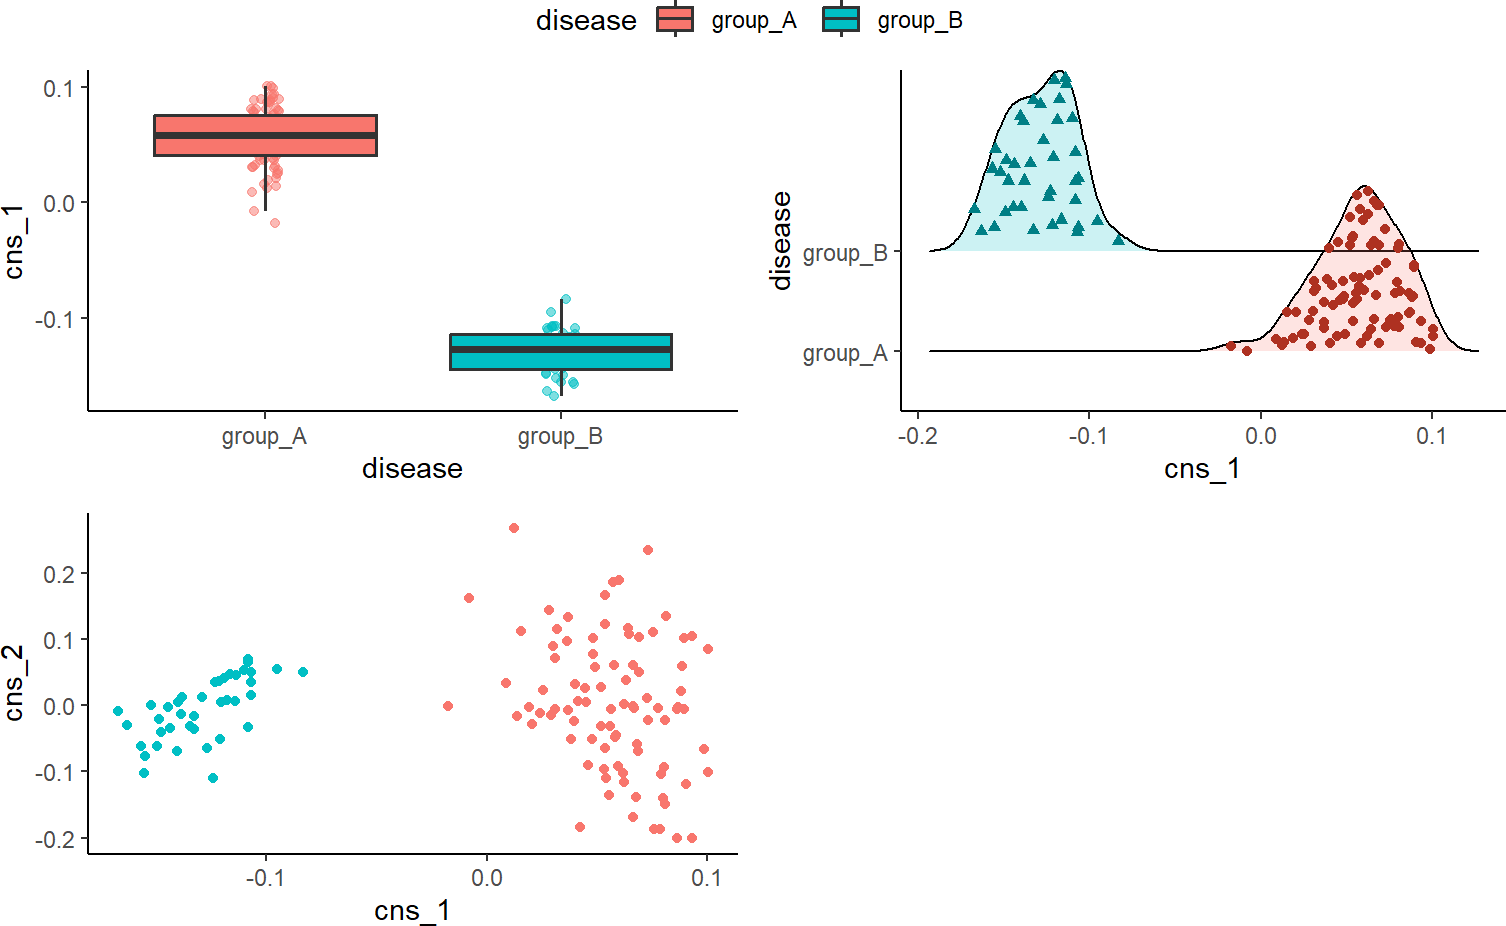 disease group_A group_B
0.1
0.0
-0.1
cns_1
group_A group_B
disease
disease
group_B
group_A
-0.2 -0.1 0.0 0.1
cns_1
0.2
0.1
0.0
-0.1
-0.2
cns_2
-0.1 0.0 0.1
cns_1